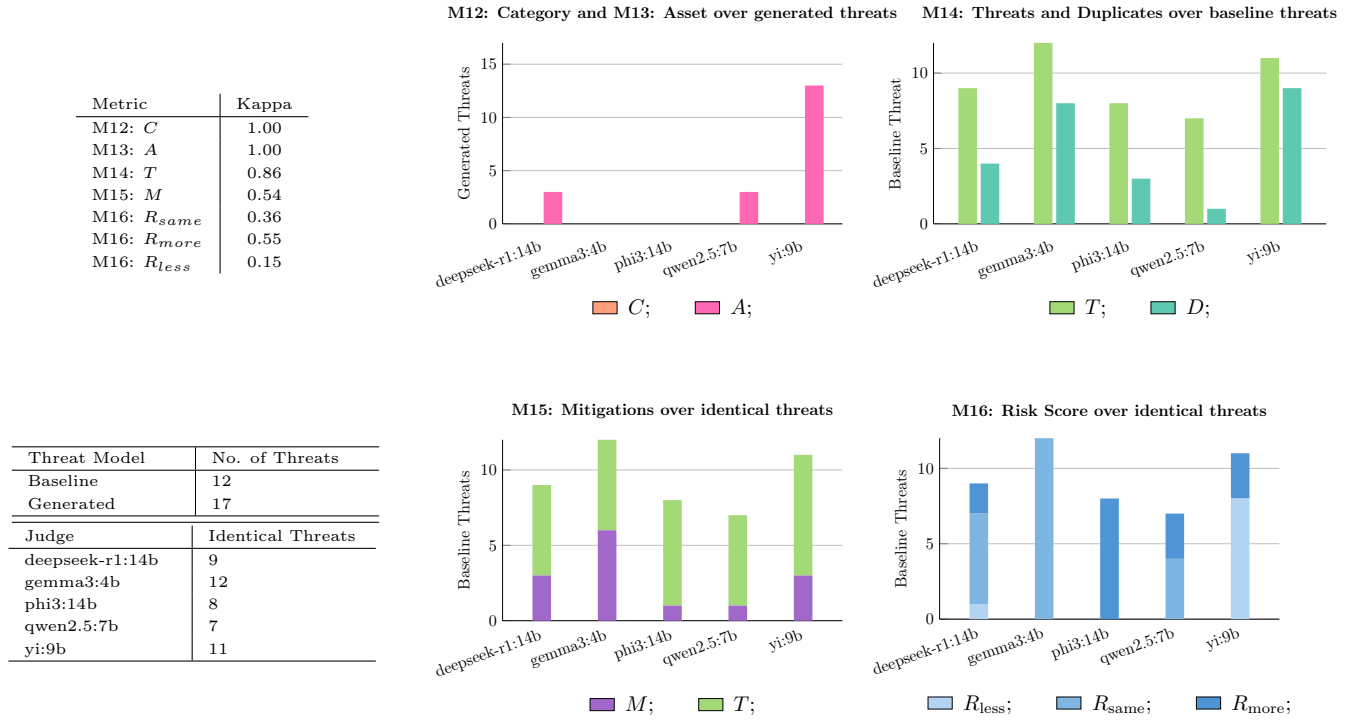 M12: Category and M13: Asset over generated threats
M14: Threats and Duplicates over baseline threats
Metric Kappa
M12: C 1.00
M13: A 1.00
M14: T 0.86
M15: M 0.54
M16: R_same 0.36
M16: R_more 0.55
M16: R_less 0.15
Generated Threats
15
10
5
0
deepseek-r1:14b gemma3:4b phi3:14b qwen2.5:7b yi:9b
C; A;
Baseline Threat
10
5
0
deepseek-r1:14b gemma3:4b phi3:14b qwen2.5:7b yi:9b
T; D;
Threat Model No. of Threats
Baseline 12
Generated 17
Judge Identical Threats
deepseek-r1:14b 9
gemma3:4b 12
phi3:14b 8
qwen2.5:7b 7
yi:9b 11
M15: Mitigations over identical threats
Baseline Threats
10
5
0
deepseek-r1:14b gemma3:4b phi3:14b qwen2.5:7b yi:9b
M; T;
M16: Risk Score over identical threats
Baseline Threats
10
5
0
deepseek-r1:14b gemma3:4b phi3:14b qwen2.5:7b yi:9b
R_less; R_same; R_more;